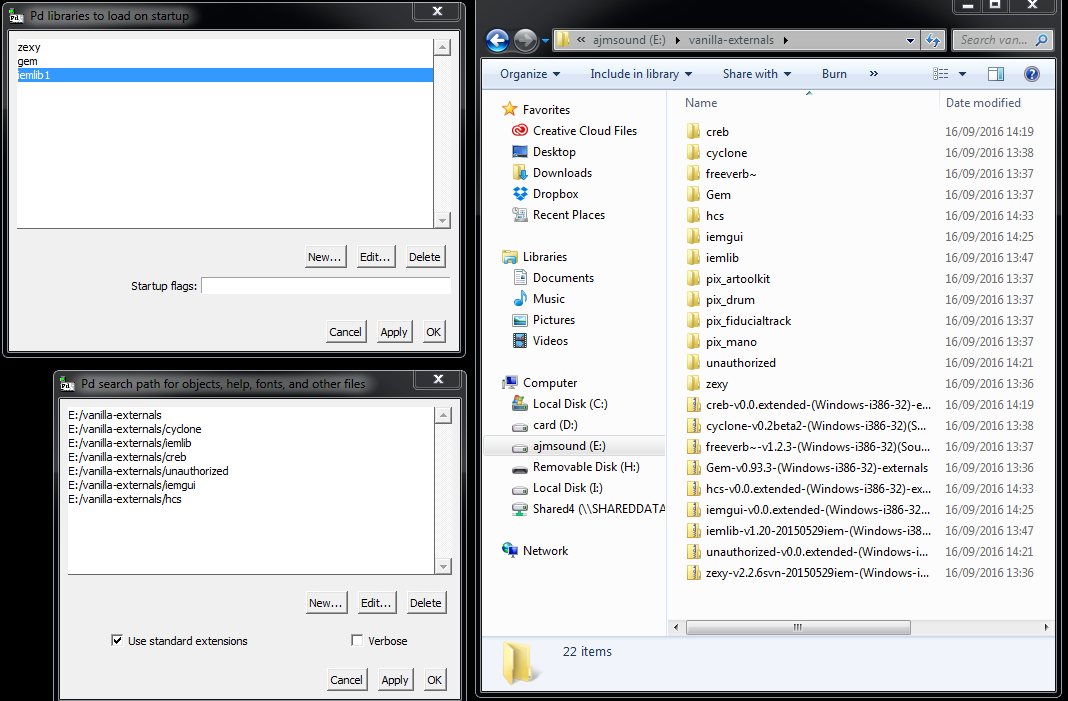 Pd libraries to load on startup
zexy
gem
iemlib1
New...
Edit...
Delete
Startup flags:
Cancel
Apply
OK
Pd search path for objects, help, fonts, and other files
E:/vanilla-externals
E:/vanilla-externals/cyclone
E:/vanilla-externals/iemlib
E:/vanilla-externals/creb
E:/vanilla-externals/unauthorized
E:/vanilla-externals/iemgui
E:/vanilla-externals/hcs
New...
Edit...
Delete
Use standard extensions
Verbose
Cancel
Apply
OK
« ajmsound (E:) vanilla-externals
Search van...
Organize
Include in library
Share with
Burn
»
Favorites
Creative Cloud Files
Desktop
Downloads
Dropbox
Recent Places
Libraries
Documents
Music
Pictures
Videos
Computer
Local Disk (C:)
card (D:)
ajmsound (E:)
Removable Disk (H:)
Local Disk (I:)
Shared4 (\\SHAREDDATA
Network
Name Date modified
creb 16/09/2016 14:19
cyclone 16/09/2016 13:38
freeverb~ 16/09/2016 13:37
Gem 16/09/2016 13:37
hcs 16/09/2016 14:33
iemgui 16/09/2016 14:25
iemlib 16/09/2016 13:47
pix_artoolkit 16/09/2016 13:37
pix_drum 16/09/2016 13:37
pix_fiducialtrack 16/09/2016 13:37
pix_mano 16/09/2016 13:37
unauthorized 16/09/2016 14:21
zexy 16/09/2016 13:36
creb-v0.0.extended-(Windows-i386-32)-e... 16/09/2016 14:19
cyclone-v0.2beta2-(Windows-i386-32)(S... 16/09/2016 13:38
freeverb~-v1.2.3-(Windows-i386-32)(Sou... 16/09/2016 13:37
Gem-v0.93.3-(Windows-i386-32)-externals 16/09/2016 13:36
hcs-v0.0.extended-(Windows-i386-32)-ex... 16/09/2016 14:33
iemgui-v0.0.extended-(Windows-i386-32... 16/09/2016 14:25
iemlib-v1.20-20150529iem-(Windows-i38... 16/09/2016 13:47
unauthorized-v0.0.extended-(Windows-i... 16/09/2016 14:21
zexy-v2.2.6svn-20150529iem-(Windows-i... 16/09/2016 13:36
22 items